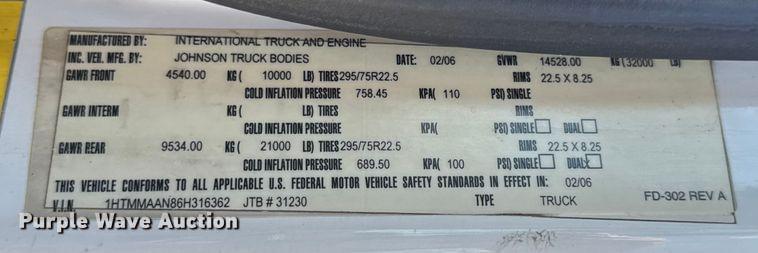 MANUFACTURED BY: INTERNATIONAL TRUCK AND ENGINE
INC. VEH. MFG. BY: JOHNSON TRUCK BODIES DATE: 02/06 GVWR 14528.00 KG (32000 LB)
GAWR FRONT 4540.00 KG( 10000 LB) TIRES 295/75R22.5 RIMS 22.5 X 8.25
COLD INFLATION PRESSURE 758.45 KPA( 110 PSI) SINGLE
GAWR INTERM KG( LB) TIRES RIMS
COLD INFLATION PRESSURE KPA( PSI) SINGLE DUAL
GAWR REAR 9534.00 KG( 21000 LB) TIRES 295/75R22.5 RIMS 22.5 X 8.25
COLD INFLATION PRESSURE 689.50 KPA( 100 PSI) SINGLE DUAL X
THIS VEHICLE CONFORMS TO ALL APPLICABLE U.S. FEDERAL MOTOR VEHICLE SAFETY STANDARDS IN EFFECT IN: 02/06
V.I.N. 1HTMMAAN86H316362 JTB # 31230 TYPE TRUCK FD-302 REV A
Purple Wave Auction